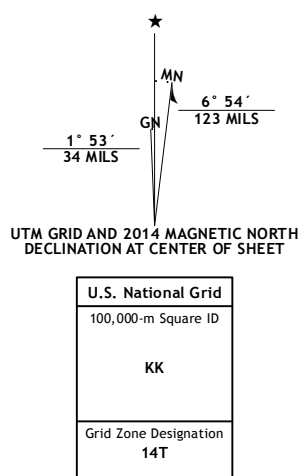 ★
MN
GN
6° 54´
123 MILS
1° 53´
34 MILS
UTM GRID AND 2014 MAGNETIC NORTH
DECLINATION AT CENTER OF SHEET
U.S. National Grid
100,000-m Square ID
KK
Grid Zone Designation
14T